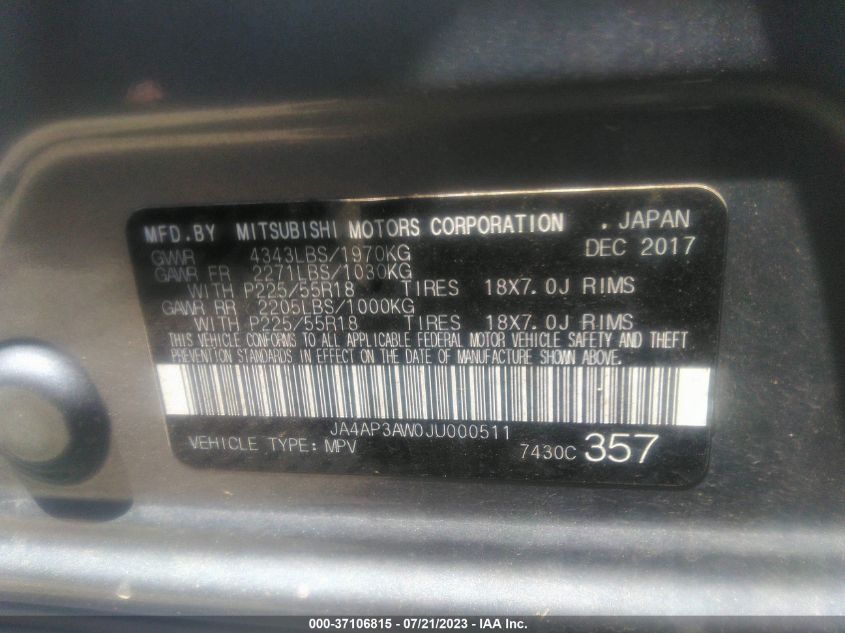 MFD.BY MITSUBISHI MOTORS CORPORATION . JAPAN
GVWR 4343LBS/1970KG DEC 2017
GAWR FR 2271LBS/1030KG
WITH P225/55R18 TIRES 18X7.0J RIMS
GAWR RR 2205LBS/1000KG
WITH P225/55R18 TIRES 18X7.0J RIMS
THIS VEHICLE CONFORMS TO ALL APPLICABLE FEDERAL MOTOR VEHICLE SAFETY AND THEFT
PREVENTION STANDARDS IN EFFECT ON THE DATE OF MANUFACTURE SHOWN ABOVE.
JA4AP3AW0JU000511
VEHICLE TYPE: MPV 7430C 357
000-37106815 - 07/21/2023 - IAA Inc.